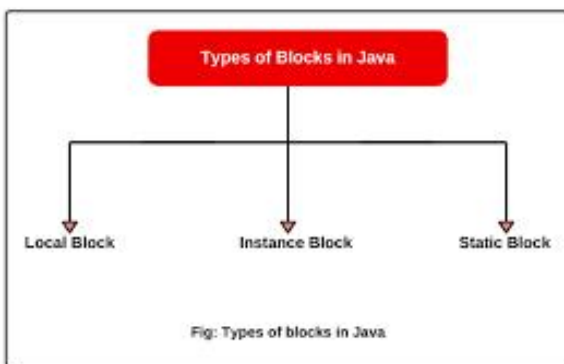 Types of Blocks in Java
Local Block
Instance Block
Static Block
Fig: Types of blocks in Java